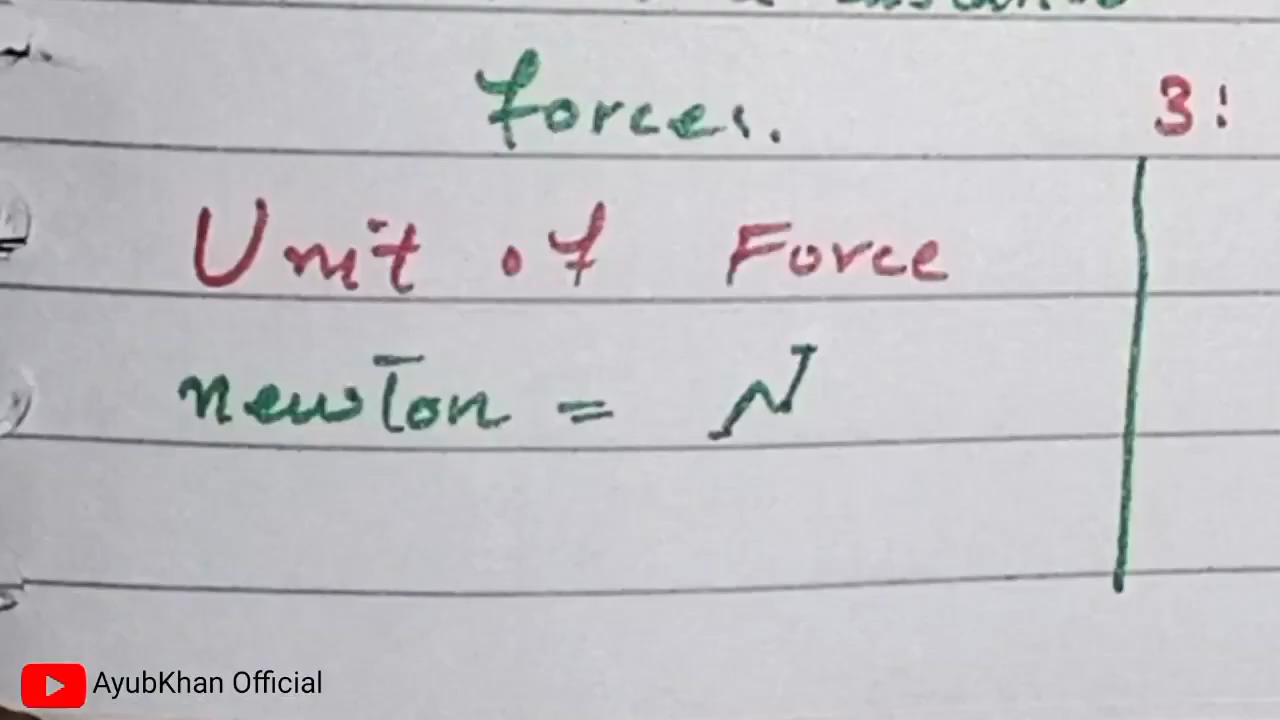 forces.
3:
Unit of Force
newton = N
AyubKhan Official